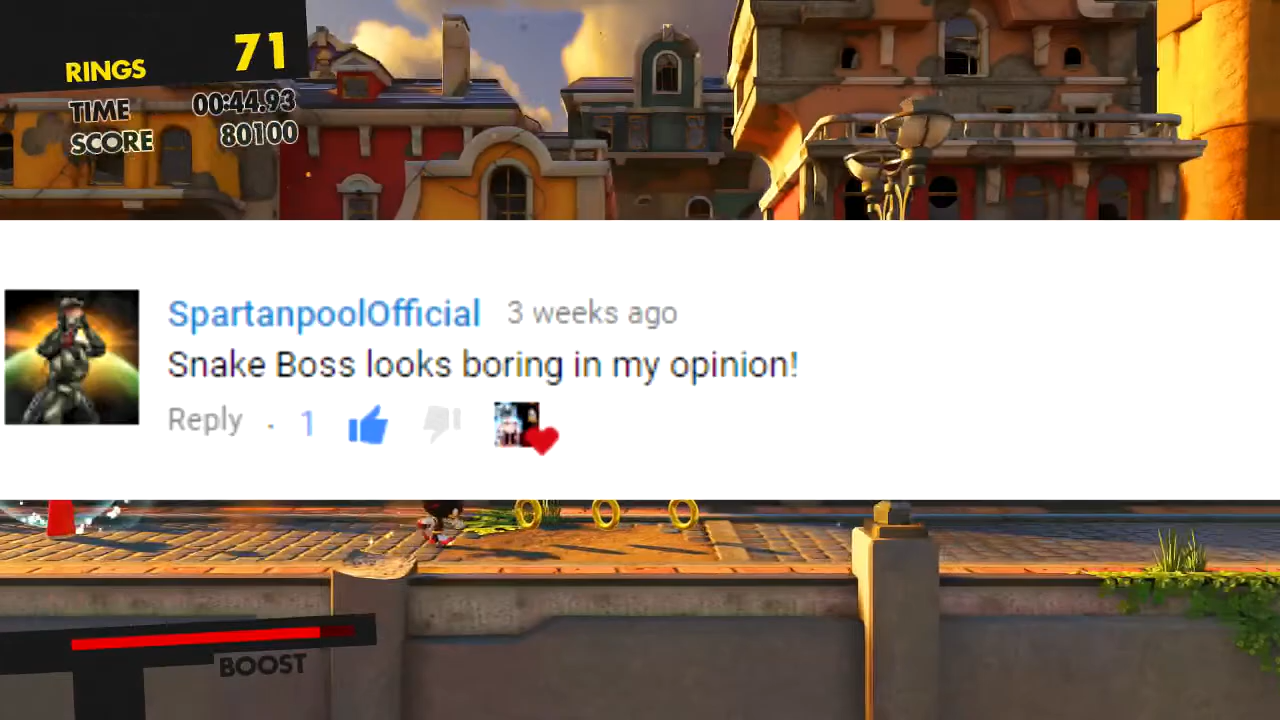 RINGS 71
TIME 00:44.93
SCORE 80100
SpartanpoolOfficial 3 weeks ago
Snake Boss looks boring in my opinion!
Reply · 1
BOOST